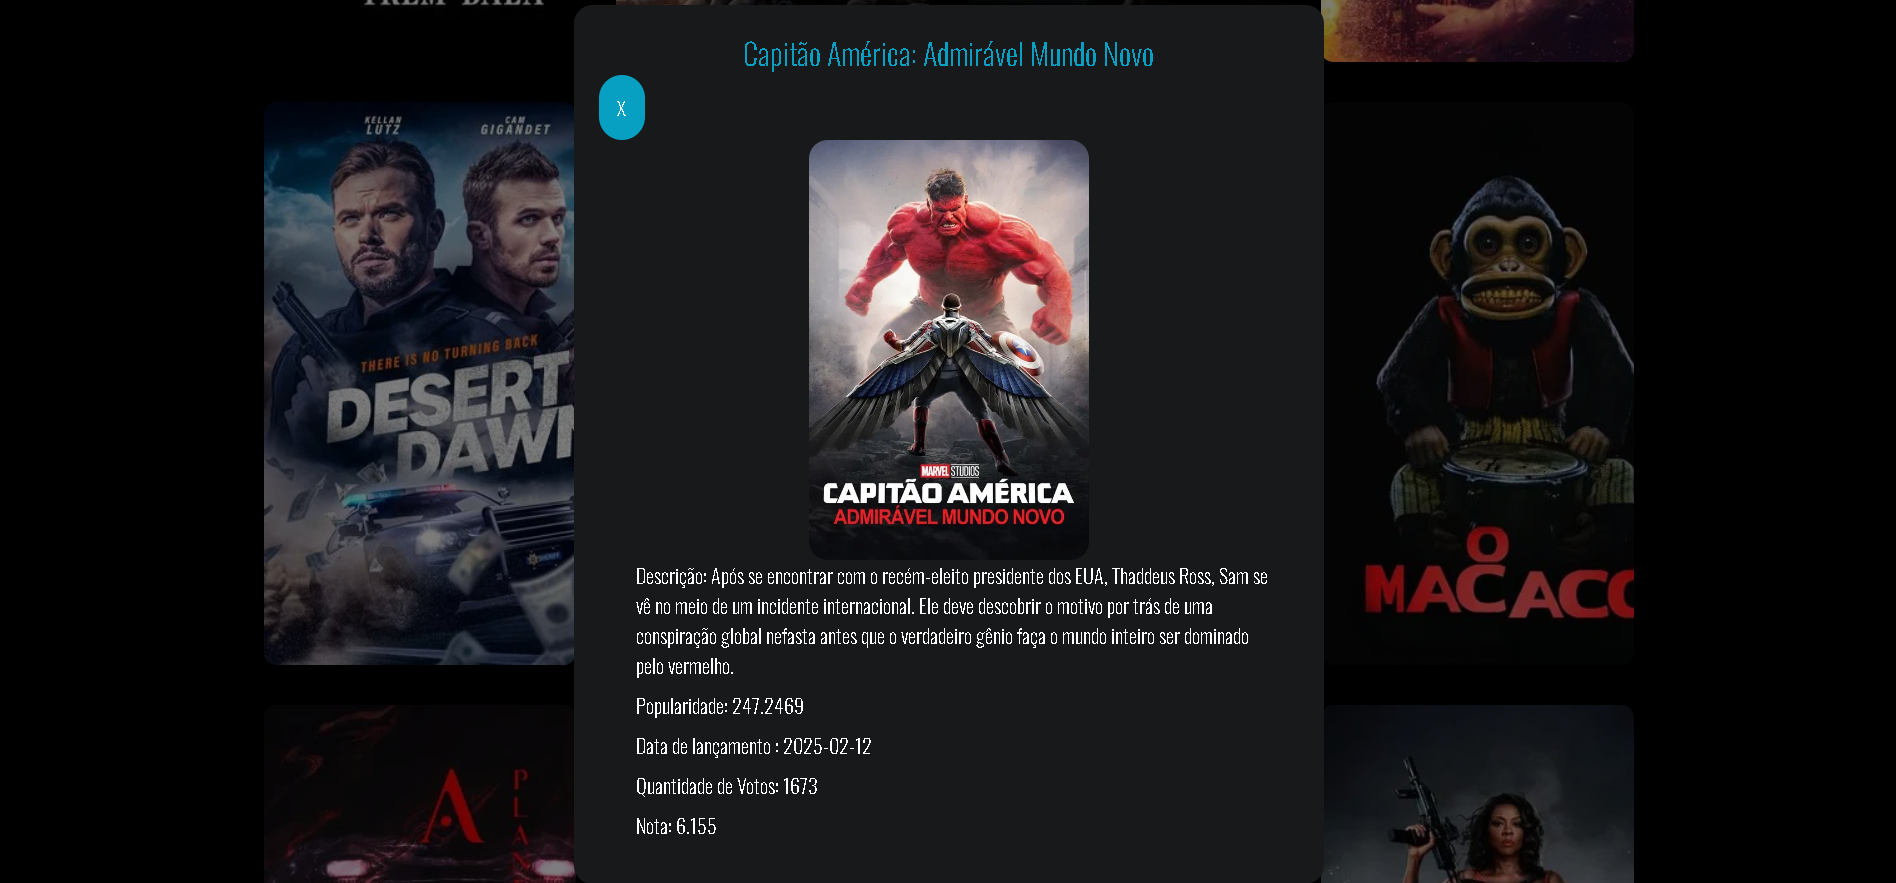 TREM-BALA
Capitão América: Admirável Mundo Novo
X
KELLAN
LUTZ
CAM
GIGANDET
THERE IS NO TURNING BACK
DESERT
DAWN
SHERIFF
MARVEL STUDIOS
CAPITÃO AMÉRICA
ADMIRÁVEL MUNDO NOVO
O
MACACO
Descrição: Após se encontrar com o recém-eleito presidente dos EUA, Thaddeus Ross, Sam se
vê no meio de um incidente internacional. Ele deve descobrir o motivo por trás de uma
conspiração global nefasta antes que o verdadeiro gênio faça o mundo inteiro ser dominado
pelo vermelho.
Popularidade: 247.2469
Data de lançamento : 2025-02-12
Quantidade de Votos: 1673
Nota: 6.155
A
PLAN